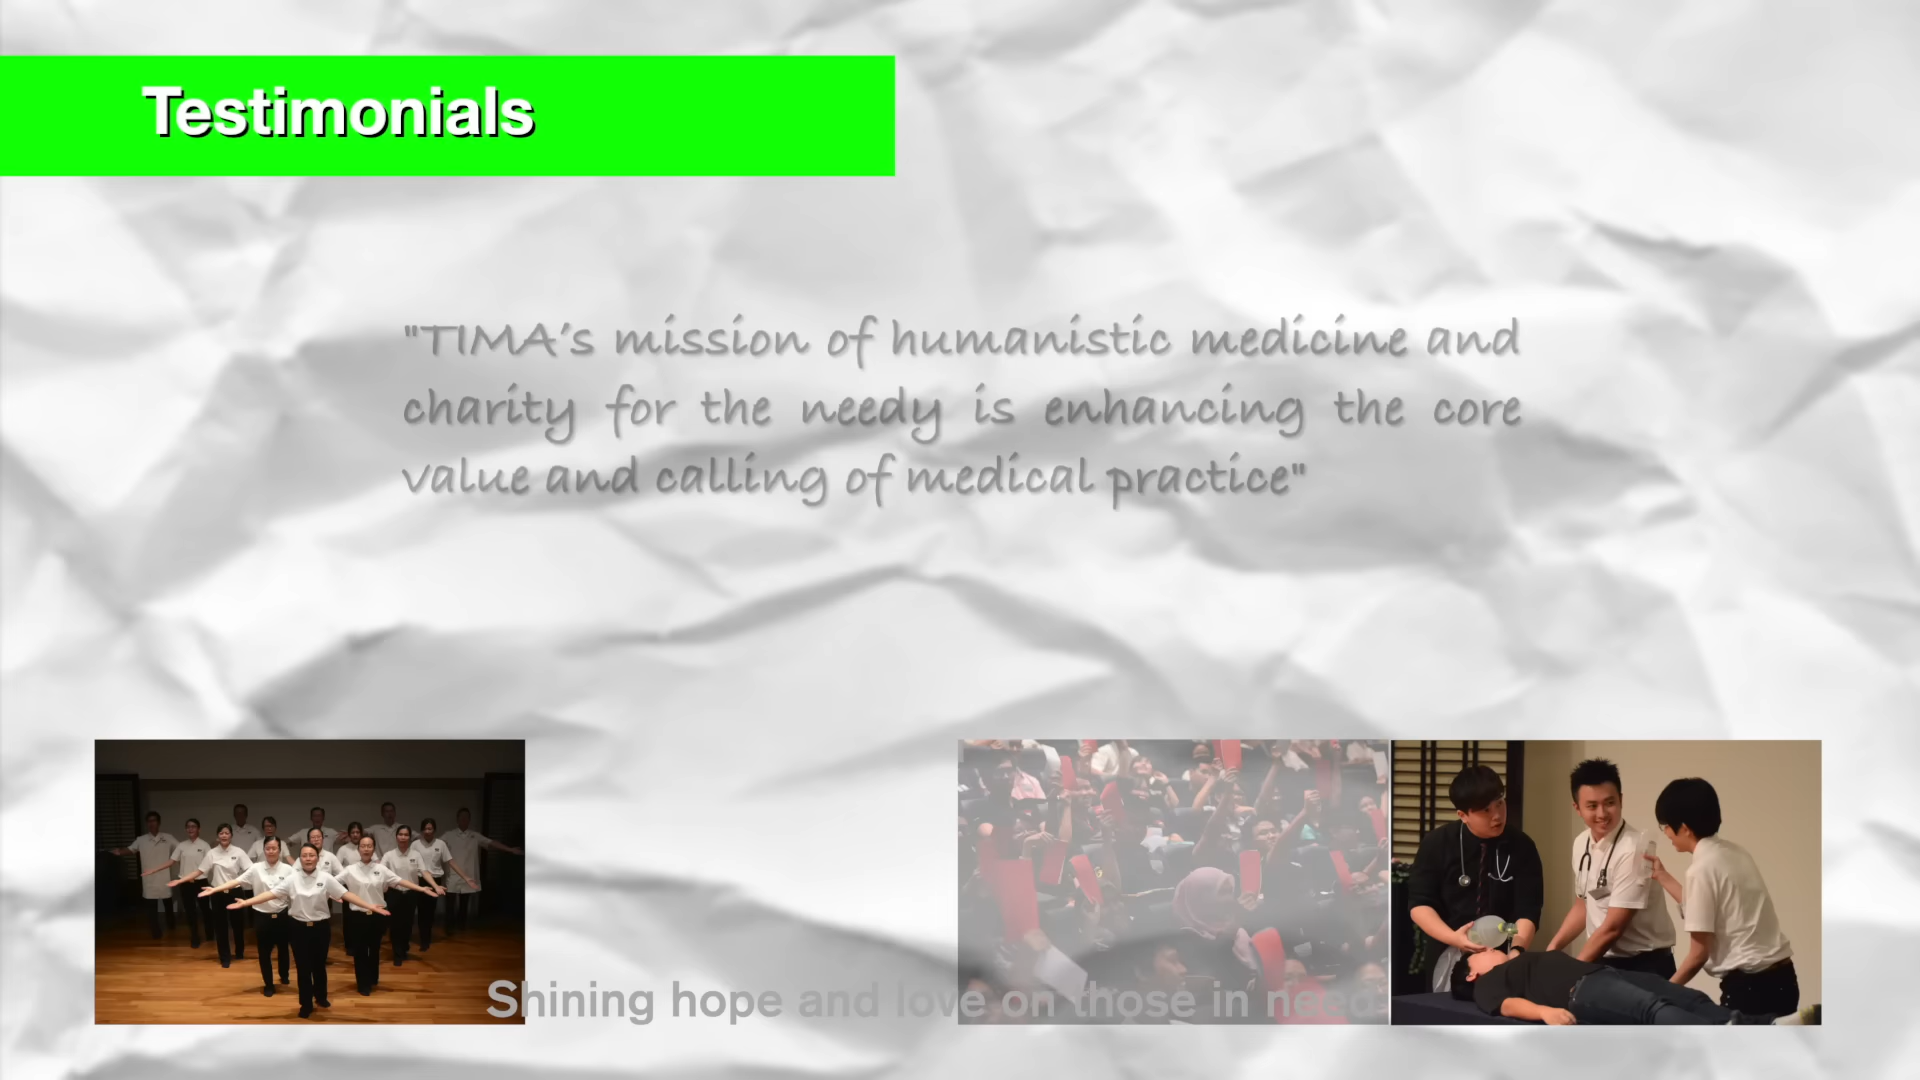 Testimonials
"TIMA’s mission of humanistic medicine and
charity for the needy is enhancing the core
value and calling of medical practice"
Shining hope and love on those in need